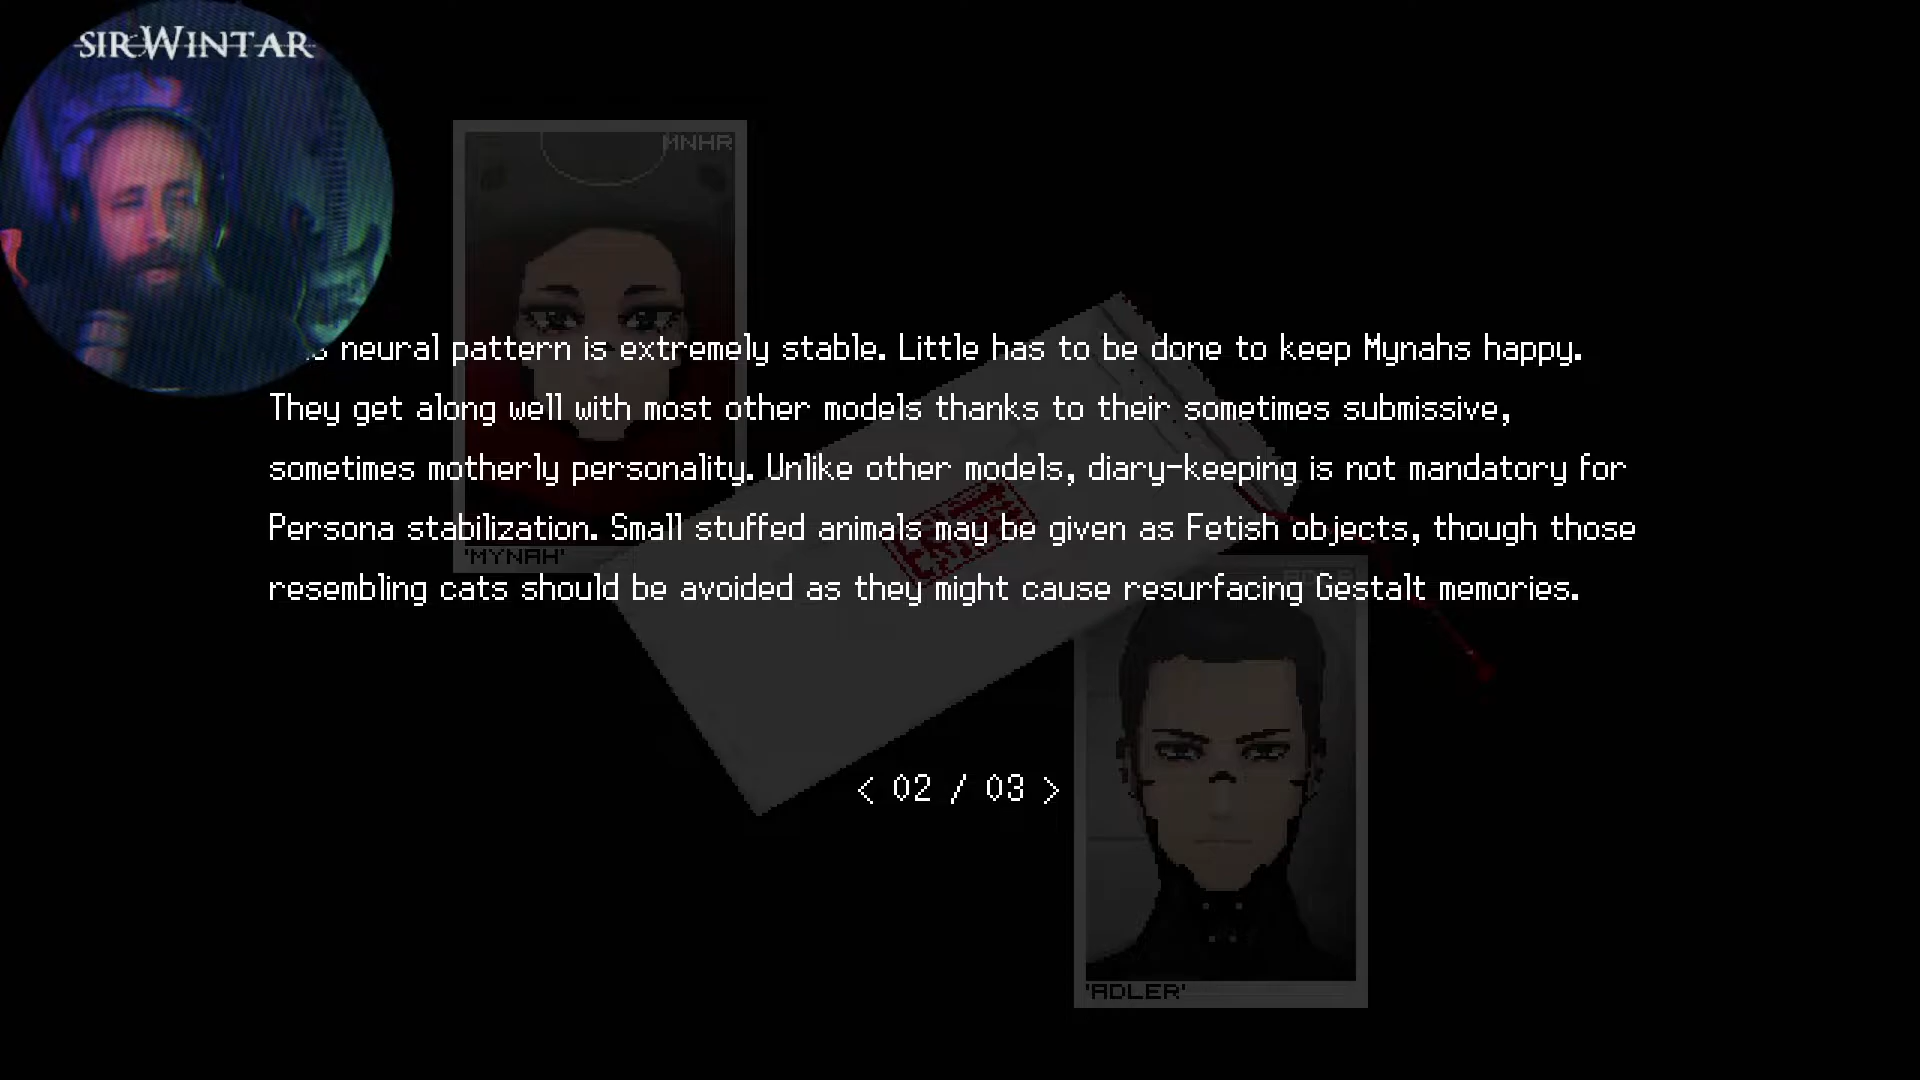 SIRWINTAR
MNHR
neural pattern is extremely stable. Little has to be done to keep Mynahs happy.
They get along well with most other models thanks to their sometimes submissive,
sometimes motherly personality. Unlike other models, diary-keeping is not mandatory for
Persona stabilization. Small stuffed animals may be given as Fetish objects, though those
'MYNAH'
resembling cats should be avoided as they might cause resurfacing Gestalt memories.
< 02 / 03 >
'ADLER'